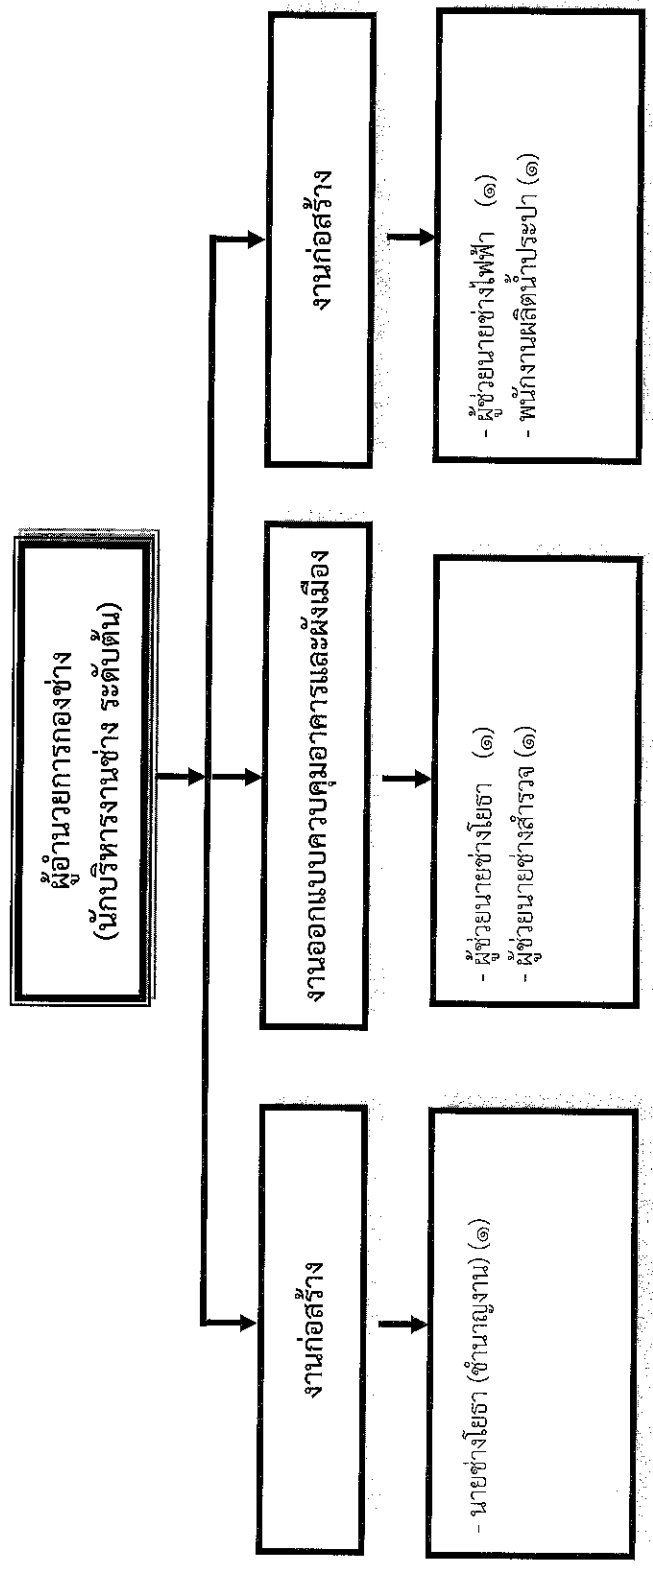 ผู้อำนวยการกองช่าง
(นักบริหารงานช่าง ระดับต้น)
งานก่อสร้าง
งานออกแบบควบคุมอาคารและผังเมือง
งานก่อสร้าง
- นายช่างโยธา (ชำนาญงาน) (๑)
- ผู้ช่วยนายช่างโยธา (๑)
- ผู้ช่วยนายช่างสำรวจ (๑)
- ผู้ช่วยนายช่างไฟฟ้า (๑)
- พนักงานผลิตน้ำประปา (๑)